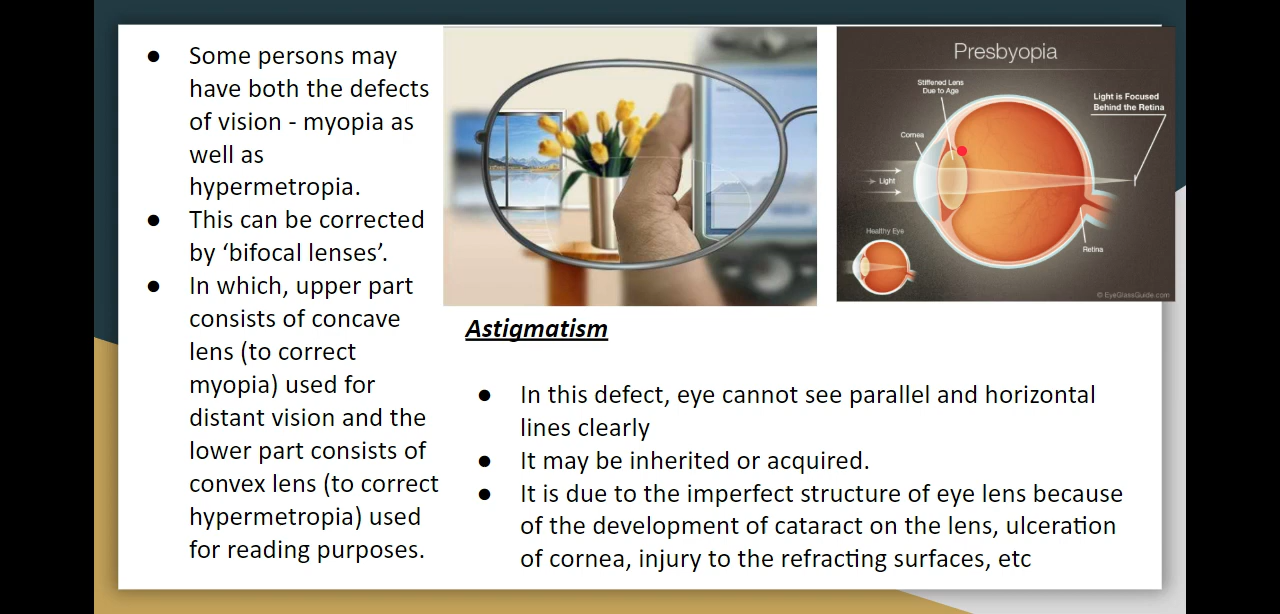 ● Some persons may
have both the defects
of vision - myopia as
well as
hypermetropia.
● This can be corrected
by ‘bifocal lenses’.
● In which, upper part
consists of concave
lens (to correct
myopia) used for
distant vision and the
lower part consists of
convex lens (to correct
hypermetropia) used
for reading purposes.
Presbyopia
Stiffened Lens
Due to Age
Light is Focused
Behind the Retina
Cornea
Light
Healthy Eye
Retina
© EyeGlassGuide.com
Astigmatism
● In this defect, eye cannot see parallel and horizontal
lines clearly
● It may be inherited or acquired.
● It is due to the imperfect structure of eye lens because
of the development of cataract on the lens, ulceration
of cornea, injury to the refracting surfaces, etc